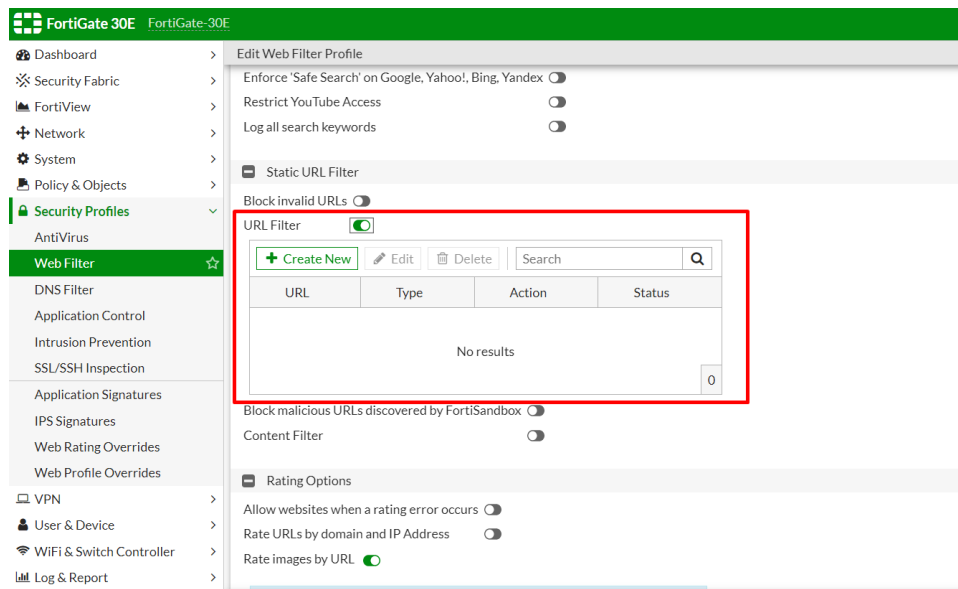 FortiGate 30E FortiGate-30E
Dashboard
Security Fabric
FortiView
Network
System
Policy & Objects
Security Profiles
AntiVirus
Web Filter
DNS Filter
Application Control
Intrusion Prevention
SSL/SSH Inspection
Application Signatures
IPS Signatures
Web Rating Overrides
Web Profile Overrides
VPN
User & Device
WiFi & Switch Controller
Log & Report
Edit Web Filter Profile
Enforce 'Safe Search' on Google, Yahoo!, Bing, Yandex
Restrict YouTube Access
Log all search keywords
Static URL Filter
Block invalid URLs
URL Filter
Create New Edit Delete Search
URL Type Action Status
No results
0
Block malicious URLs discovered by FortiSandbox
Content Filter
Rating Options
Allow websites when a rating error occurs
Rate URLs by domain and IP Address
Rate images by URL